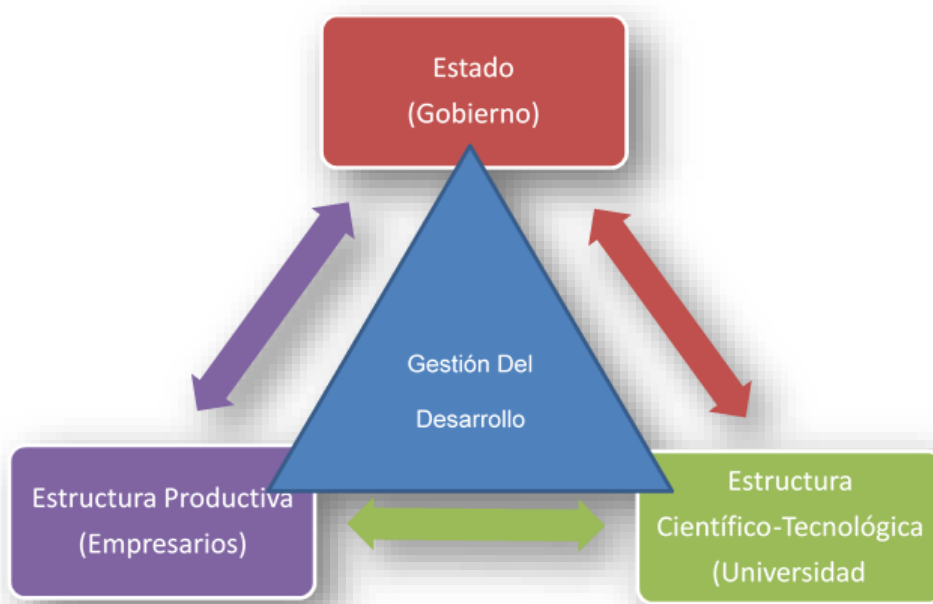 Estado
(Gobierno)
Gestión Del
Desarrollo
Estructura Productiva
(Empresarios)
Estructura
Científico-Tecnológica
(Universidad